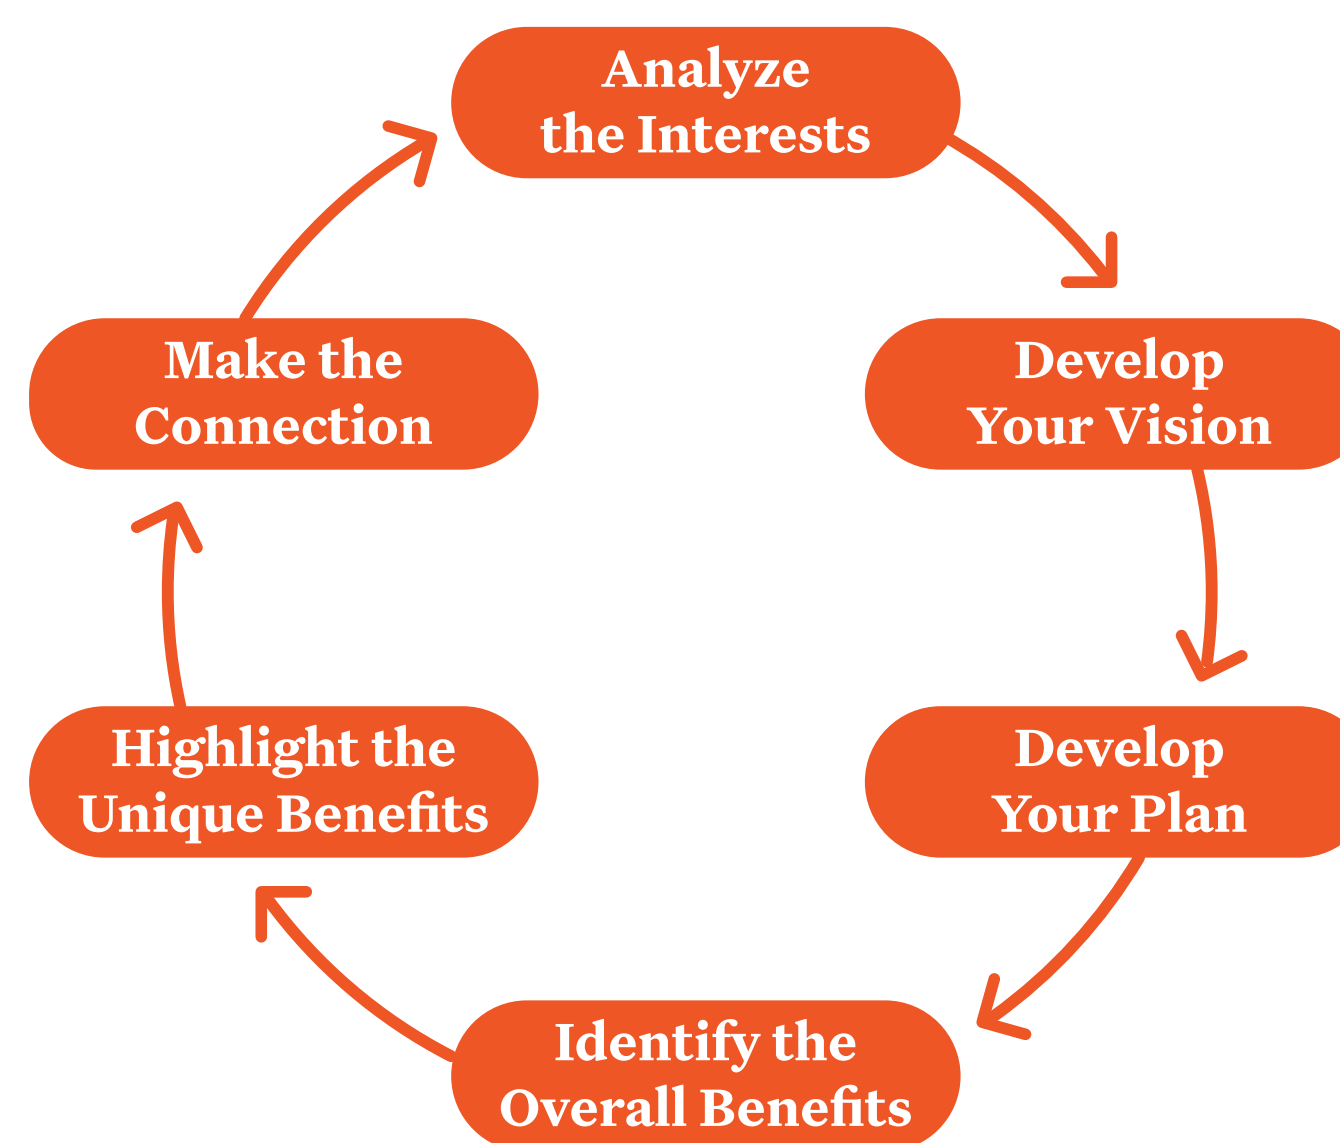 Analyze
the Interests
Develop
Your Vision
Develop
Your Plan
Identify the
Overall Benefits
Highlight the
Unique Benefits
Make the
Connection